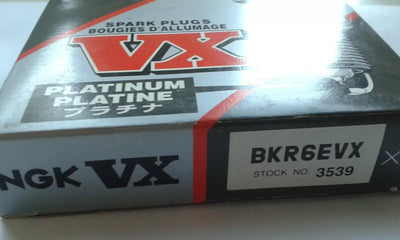 SPARK PLUGS
BOUGIES D'ALLUMAGE
VX
PLATINUM
PLATINE
プラチナ
NGK VX
BKR6EVX ×
STOCK NO. 3539